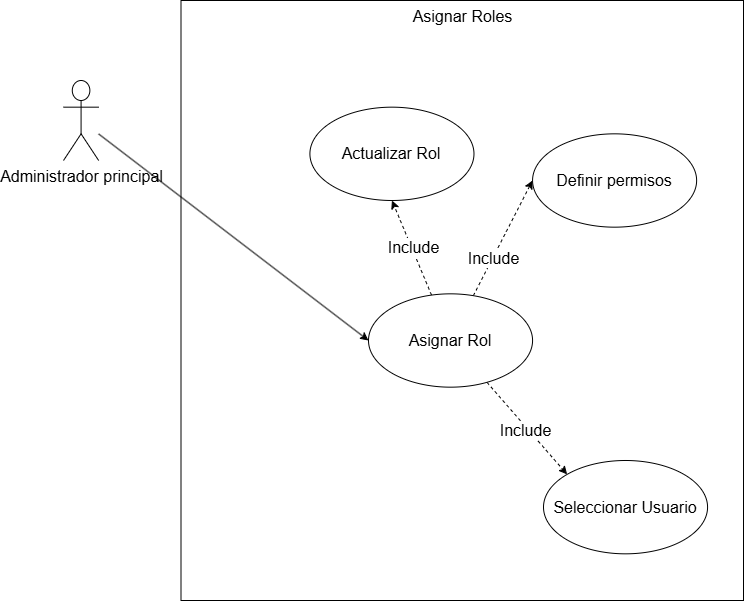 Asignar Roles
Administrador principal
Actualizar Rol
Definir permisos
Include
Include
Asignar Rol
Include
Seleccionar Usuario